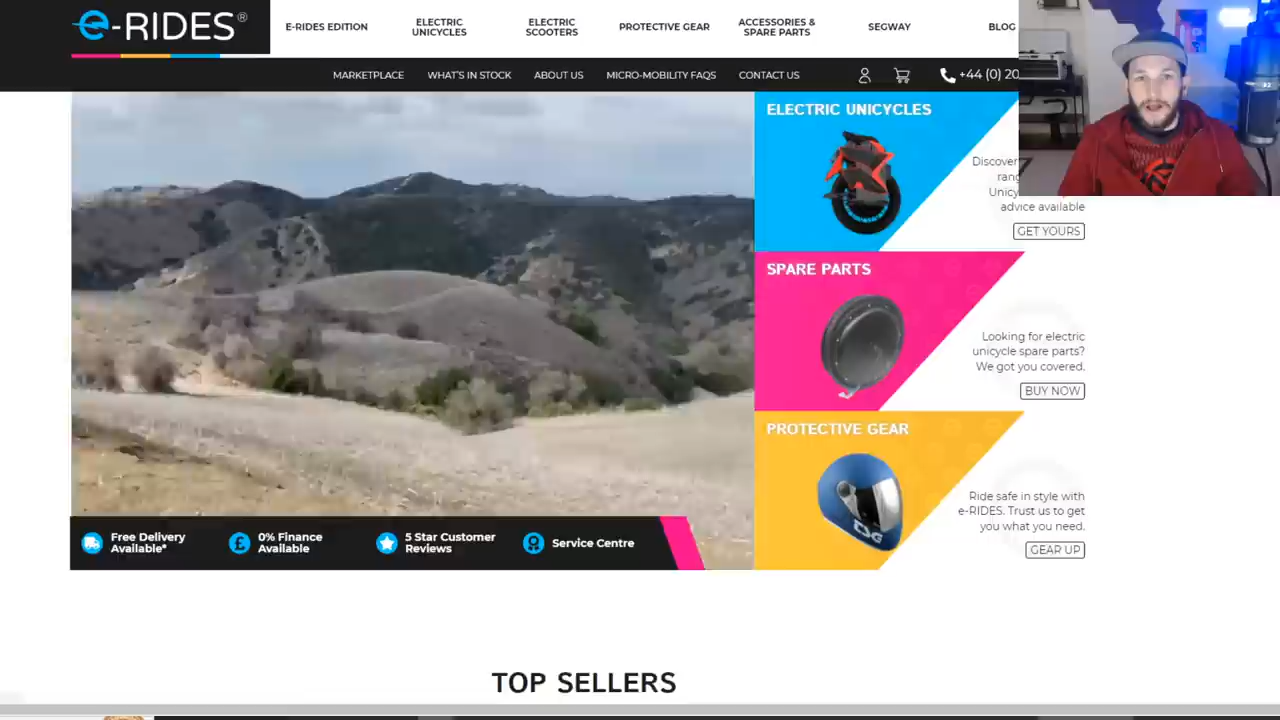 e-RIDES®
E-RIDES EDITION
ELECTRIC
UNICYCLES
ELECTRIC
SCOOTERS
PROTECTIVE GEAR
ACCESSORIES &
SPARE PARTS
SEGWAY
BLOG
MARKETPLACE
WHAT'S IN STOCK
ABOUT US
MICRO-MOBILITY FAQS
CONTACT US
+44 (0) 20
ELECTRIC UNICYCLES
Discover
advice available
GET YOURS
SPARE PARTS
Looking for electric
unicycle spare parts?
We got you covered.
BUY NOW
PROTECTIVE GEAR
Ride safe in style with
e-RIDES. Trust us to get
you what you need.
GEAR UP
Free Delivery
Available*
0% Finance
Available
5 Star Customer
Reviews
Service Centre
TOP SELLERS